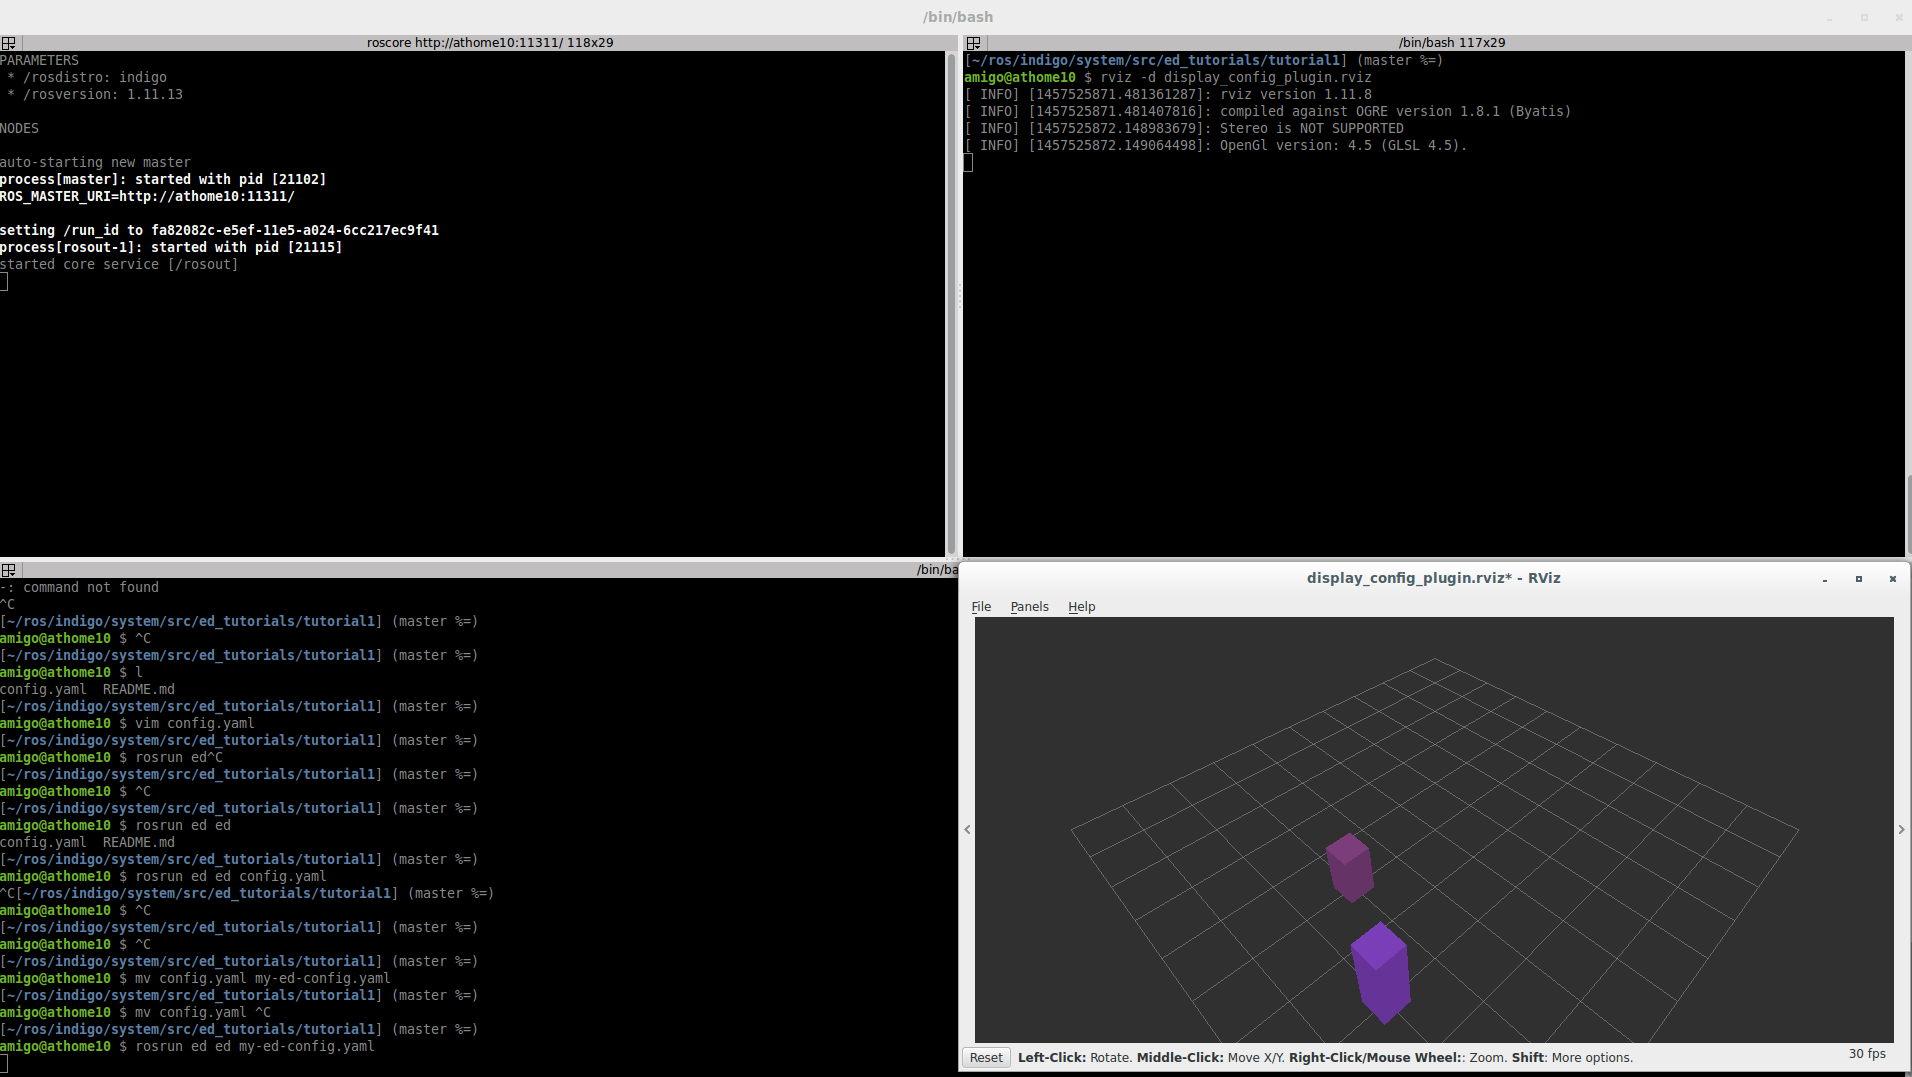 /bin/bash
roscore http://athome10:11311/ 118x29
PARAMETERS
 * /rosdistro: indigo
 * /rosversion: 1.11.13
NODES
auto-starting new master
process[master]: started with pid [21102]
ROS_MASTER_URI=http://athome10:11311/
setting /run_id to fa82082c-e5ef-11e5-a024-6cc217ec9f41
process[rosout-1]: started with pid [21115]
started core service [/rosout]
/bin/bash 117x29
[~/ros/indigo/system/src/ed_tutorials/tutorial1] (master %=)
amigo@athome10 $ rviz -d display_config_plugin.rviz
[ INFO] [1457525871.481361287]: rviz version 1.11.8
[ INFO] [1457525871.481407816]: compiled against OGRE version 1.8.1 (Byatis)
[ INFO] [1457525872.148983679]: Stereo is NOT SUPPORTED
[ INFO] [1457525872.149064498]: OpenGl version: 4.5 (GLSL 4.5).
/bin/ba
-: command not found
^C
[~/ros/indigo/system/src/ed_tutorials/tutorial1] (master %=)
amigo@athome10 $ ^C
[~/ros/indigo/system/src/ed_tutorials/tutorial1] (master %=)
amigo@athome10 $ l
config.yaml  README.md
[~/ros/indigo/system/src/ed_tutorials/tutorial1] (master %=)
amigo@athome10 $ vim config.yaml
[~/ros/indigo/system/src/ed_tutorials/tutorial1] (master %=)
amigo@athome10 $ rosrun ed^C
[~/ros/indigo/system/src/ed_tutorials/tutorial1] (master %=)
amigo@athome10 $ ^C
[~/ros/indigo/system/src/ed_tutorials/tutorial1] (master %=)
amigo@athome10 $ rosrun ed ed
config.yaml  README.md
[~/ros/indigo/system/src/ed_tutorials/tutorial1] (master %=)
amigo@athome10 $ rosrun ed ed config.yaml
^C[~/ros/indigo/system/src/ed_tutorials/tutorial1] (master %=)
amigo@athome10 $ ^C
[~/ros/indigo/system/src/ed_tutorials/tutorial1] (master %=)
amigo@athome10 $ ^C
[~/ros/indigo/system/src/ed_tutorials/tutorial1] (master %=)
amigo@athome10 $ mv config.yaml my-ed-config.yaml
[~/ros/indigo/system/src/ed_tutorials/tutorial1] (master %=)
amigo@athome10 $ mv config.yaml ^C
[~/ros/indigo/system/src/ed_tutorials/tutorial1] (master %=)
amigo@athome10 $ rosrun ed ed my-ed-config.yaml
display_config_plugin.rviz* - RViz
File Panels Help
Reset Left-Click: Rotate. Middle-Click: Move X/Y. Right-Click/Mouse Wheel:: Zoom. Shift: More options. 30 fps